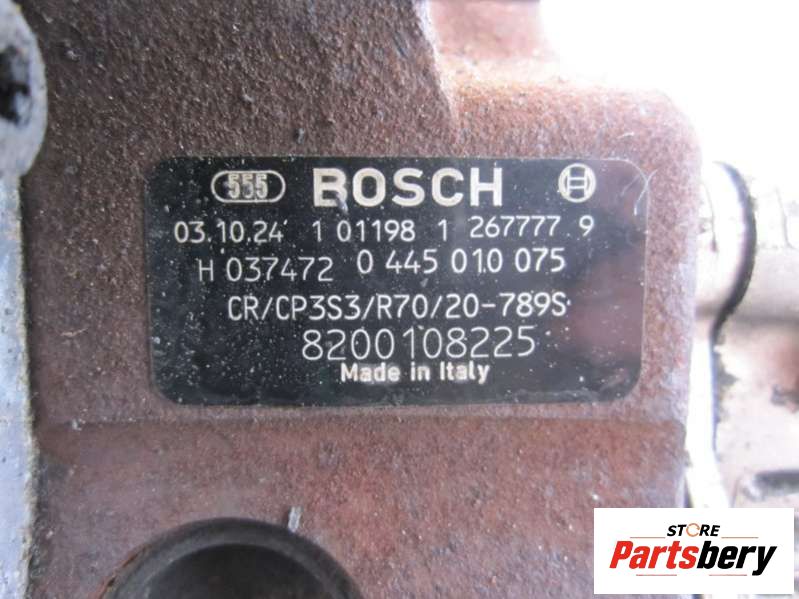 555 BOSCH
03.10.24 1 01198 1 267777 9
H 037472 0 445 010 075
CR/CP3S3/R70/20-789S
8200108225
Made in Italy
STORE
Partsbery